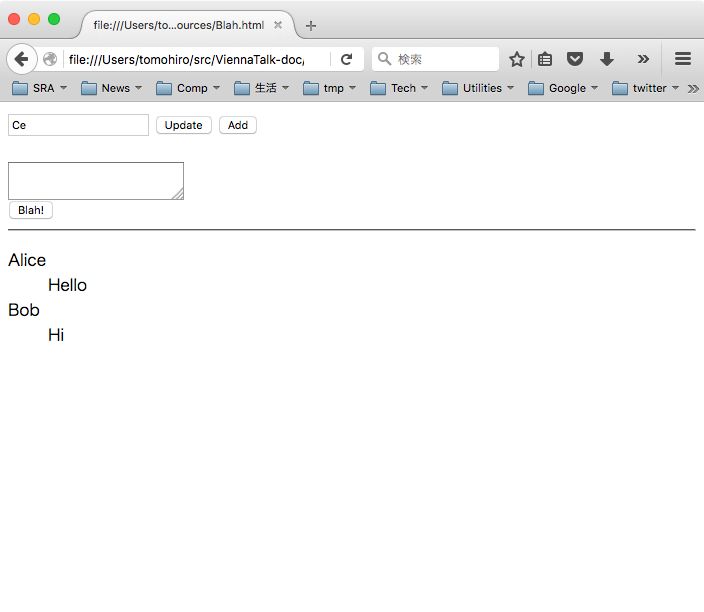 file:///Users/to...ources/Blah.html
file:///Users/tomohiro/src/ViennaTalk-doc/
検索
SRA News Comp 生活 tmp Tech Utilities Google twitter
Ce Update Add
Blah!
Alice
Hello
Bob
Hi